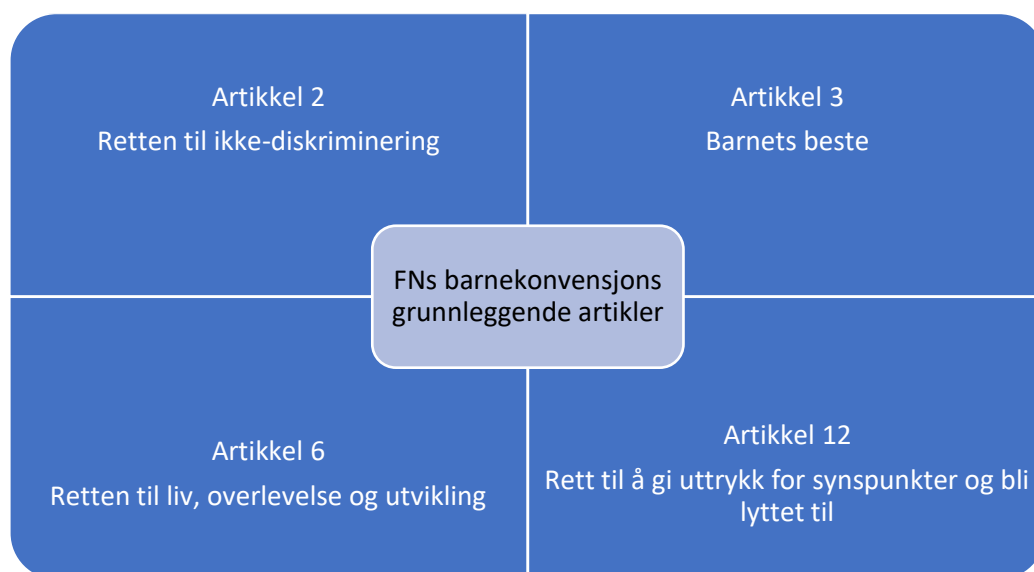 Artikkel 2
Retten til ikke-diskriminering
Artikkel 3
Barnets beste
FNs barnekonvensjons
grunnleggende artikler
Artikkel 6
Retten til liv, overlevelse og utvikling
Artikkel 12
Rett til å gi uttrykk for synspunkter og bli
lyttet til